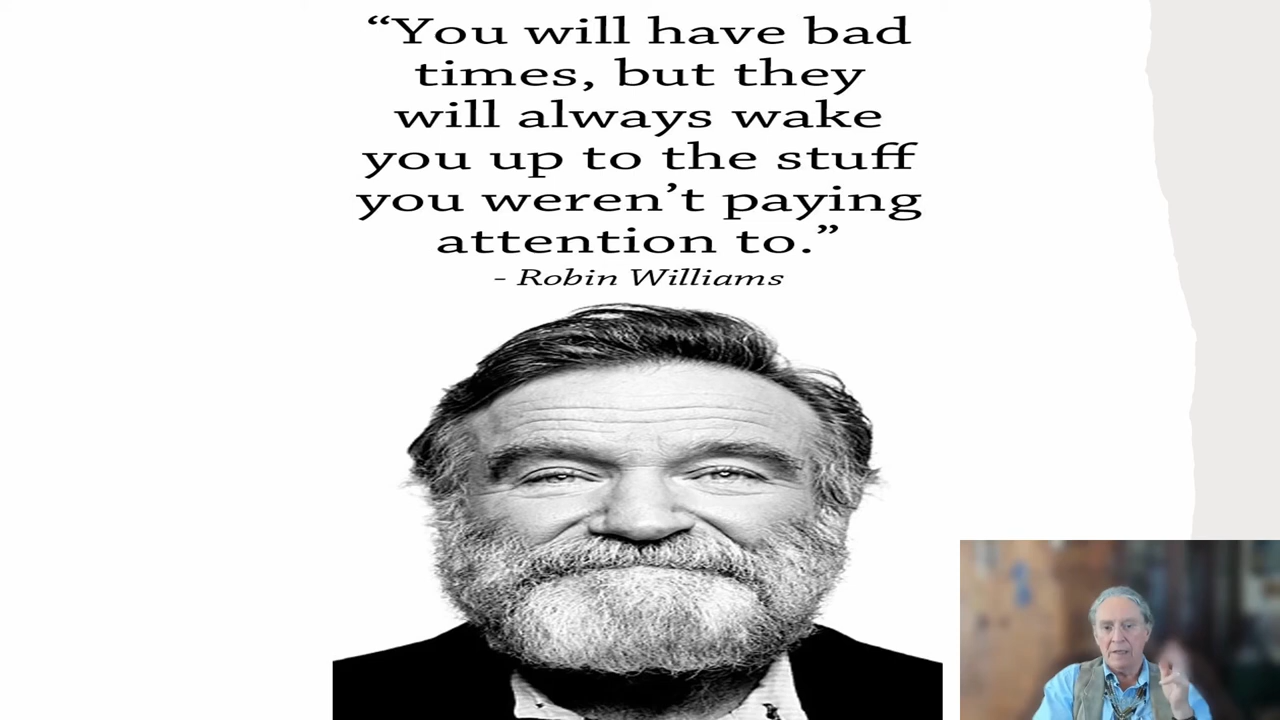 “You will have bad
times, but they
will always wake
you up to the stuff
you weren’t paying
attention to.”
- Robin Williams